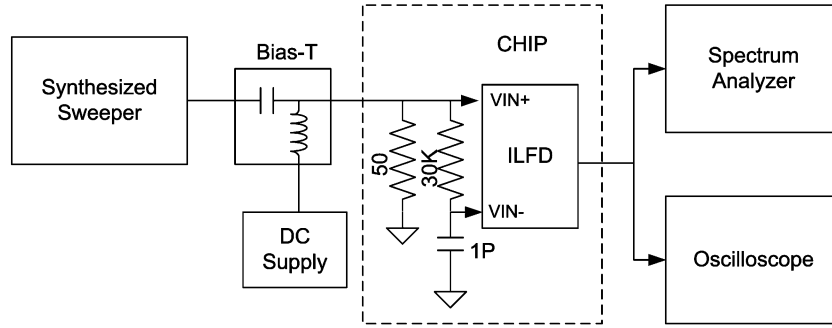 Synthesized
Sweeper
Bias-T
DC
Supply
CHIP
50
30K
VIN+
ILFD
VIN-
1P
Spectrum
Analyzer
Oscilloscope